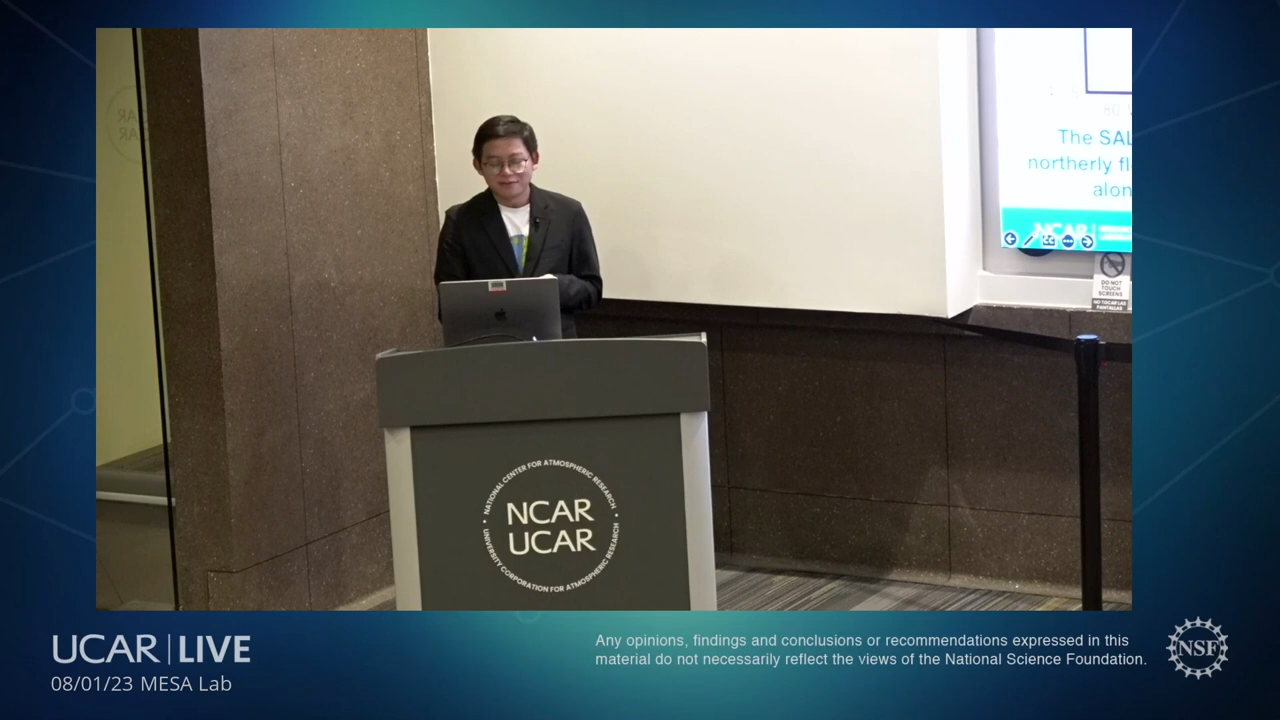 The SAL
northerly fl
alon
NCAR
DO NOT
TOUCH
SCREENS
NO TOCAR LAS
PANTALLAS
NATIONAL CENTER FOR ATMOSPHERIC RESEARCH
NCAR
UCAR
UNIVERSITY CORPORATION FOR ATMOSPHERIC RESEARCH
UCAR | LIVE
08/01/23 MESA Lab
Any opinions, findings and conclusions or recommendations expressed in this
material do not necessarily reflect the views of the National Science Foundation.
NSF